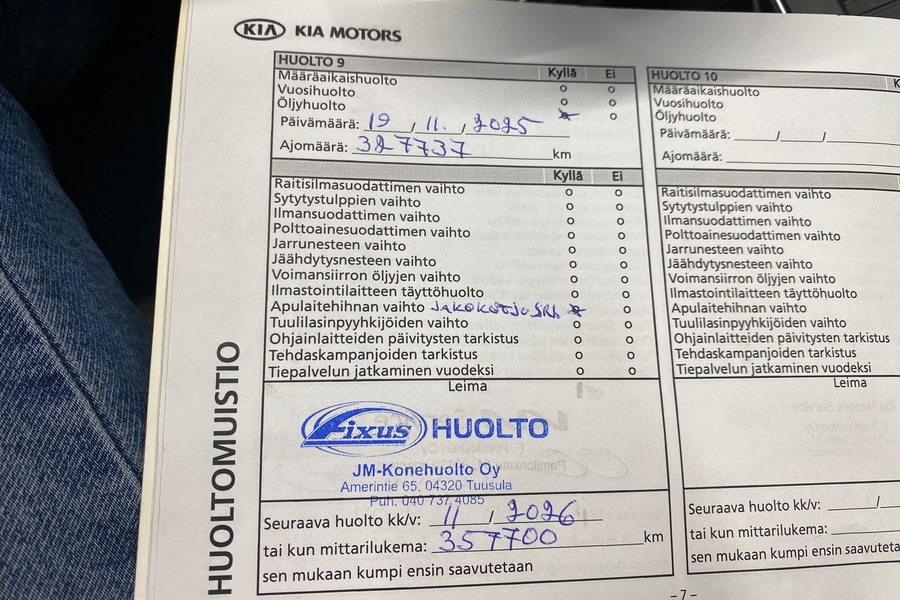 KIA KIA MOTORS
HUOLTO 9 Kyllä Ei
Määräaikaishuolto o o
Vuosihuolto o o
Öljyhuolto o
Päivämäärä: 19 / 11. / 2025
Ajomäärä: 327737 km
Kyllä Ei
Raitisilmasuodattimen vaihto o o
Sytytystulppien vaihto o o
Ilmansuodattimen vaihto o o
Polttoainesuodattimen vaihto o o
Jarrunesteen vaihto o o
Jäähdytysnesteen vaihto o o
Voimansiirron öljyjen vaihto o o
Ilmastointilaitteen täyttöhuolto o o
Apulaitehihnan vaihto o
Tuulilasinpyyhkijöiden vaihto o o
Ohjainlaitteiden päivitysten tarkistus o o
Tehdaskampanjoiden tarkistus o o
Tiepalvelun jatkaminen vuodeksi o o
Leima
Fixus HUOLTO
JM-Konehuolto Oy
Amerintie 65, 04320 Tuusula
Puh. 040 737 4085
Seuraava huolto kk/v: 11 / 2026
tai kun mittarilukema: 357700 km
sen mukaan kumpi ensin saavutetaan
HUOLTO 10 K
Määräaikaishuolto
Vuosihuolto
Öljyhuolto
Päivämäärä: / /
Ajomäärä:
Raitisilmasuodattimen vaihto
Sytytystulppien vaihto
Ilmansuodattimen vaihto
Polttoainesuodattimen vaihto
Jarrunesteen vaihto
Jäähdytysnesteen vaihto
Voimansiirron öljyjen vaihto
Ilmastointilaitteen täyttöhuolto
Apulaitehihnan vaihto
Tuulilasinpyyhkijöiden vaihto
Ohjainlaitteiden päivitysten tarkistus
Tehdaskampanjoiden tarkistus
Tiepalvelun jatkaminen vuodeksi
Leima
Seuraava huolto kk/v: /
tai kun mittarilukema:
sen mukaan kumpi ensin saavuteta
HUOLTOMUISTIO
-7-